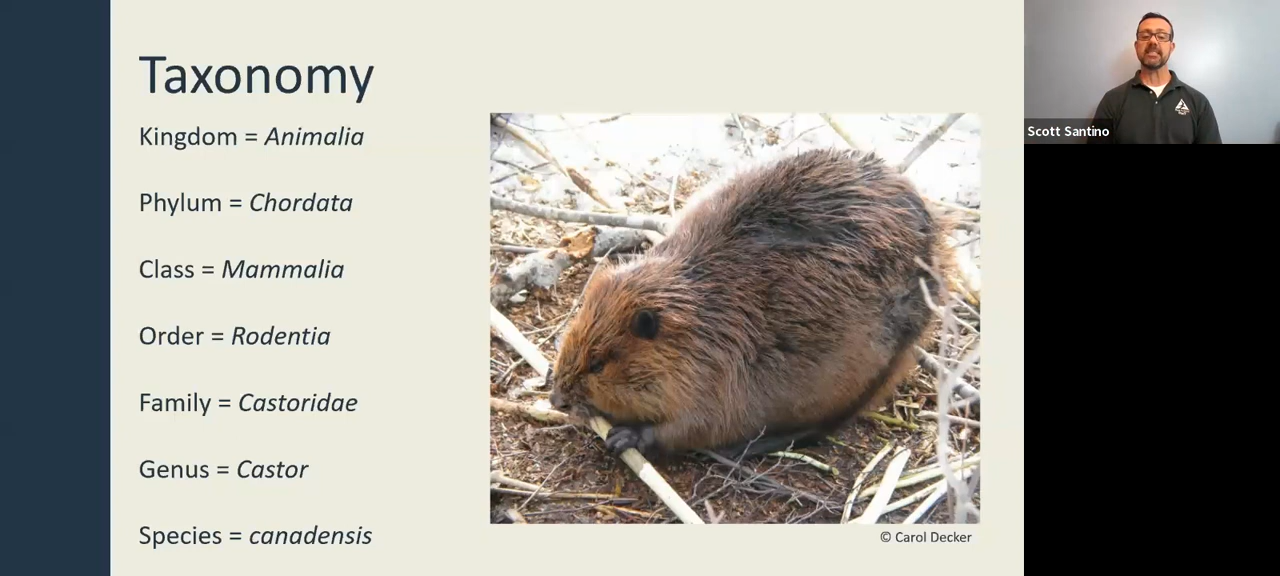 Taxonomy
Kingdom = Animalia
Phylum = Chordata
Class = Mammalia
Order = Rodentia
Family = Castoridae
Genus = Castor
Species = canadensis
© Carol Decker
Scott Santino